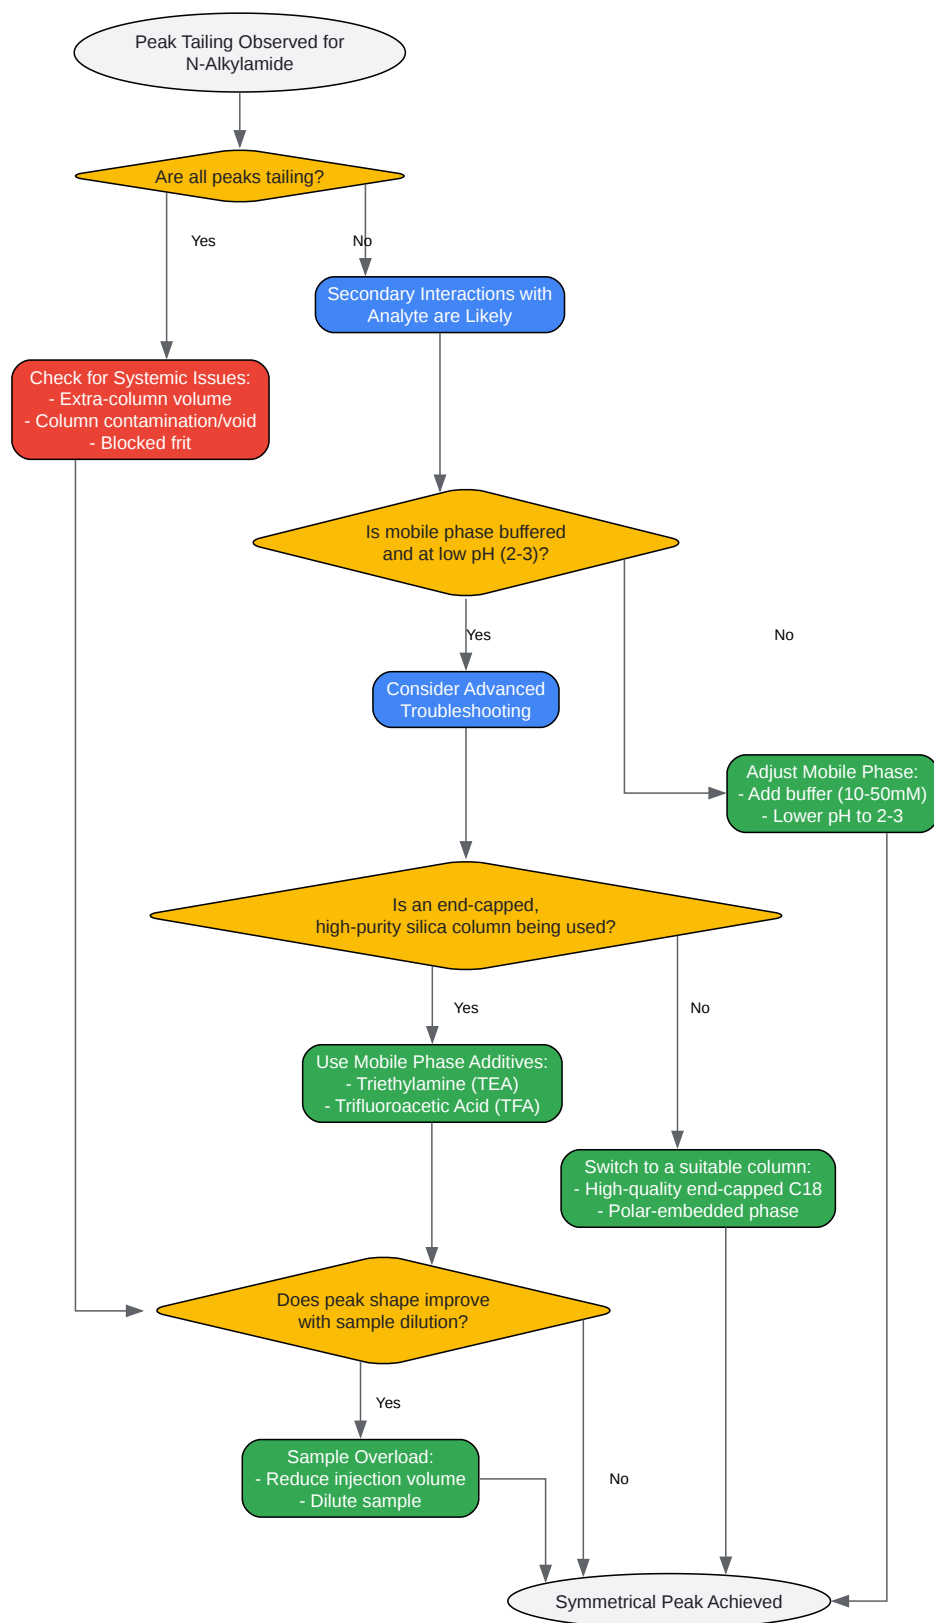 Peak Tailing Observed for
N-Alkylamide
Are all peaks tailing?
Yes
No
Secondary Interactions with
Analyte are Likely
Check for Systemic Issues:
- Extra-column volume
- Column contamination/void
- Blocked frit
Is mobile phase buffered
and at low pH (2-3)?
Yes
No
Consider Advanced
Troubleshooting
Adjust Mobile Phase:
- Add buffer (10-50mM)
- Lower pH to 2-3
Is an end-capped,
high-purity silica column being used?
Yes
No
Use Mobile Phase Additives:
- Triethylamine (TEA)
- Trifluoroacetic Acid (TFA)
Switch to a suitable column:
- High-quality end-capped C18
- Polar-embedded phase
Does peak shape improve
with sample dilution?
Yes
No
Sample Overload:
- Reduce injection volume
- Dilute sample
Symmetrical Peak Achieved